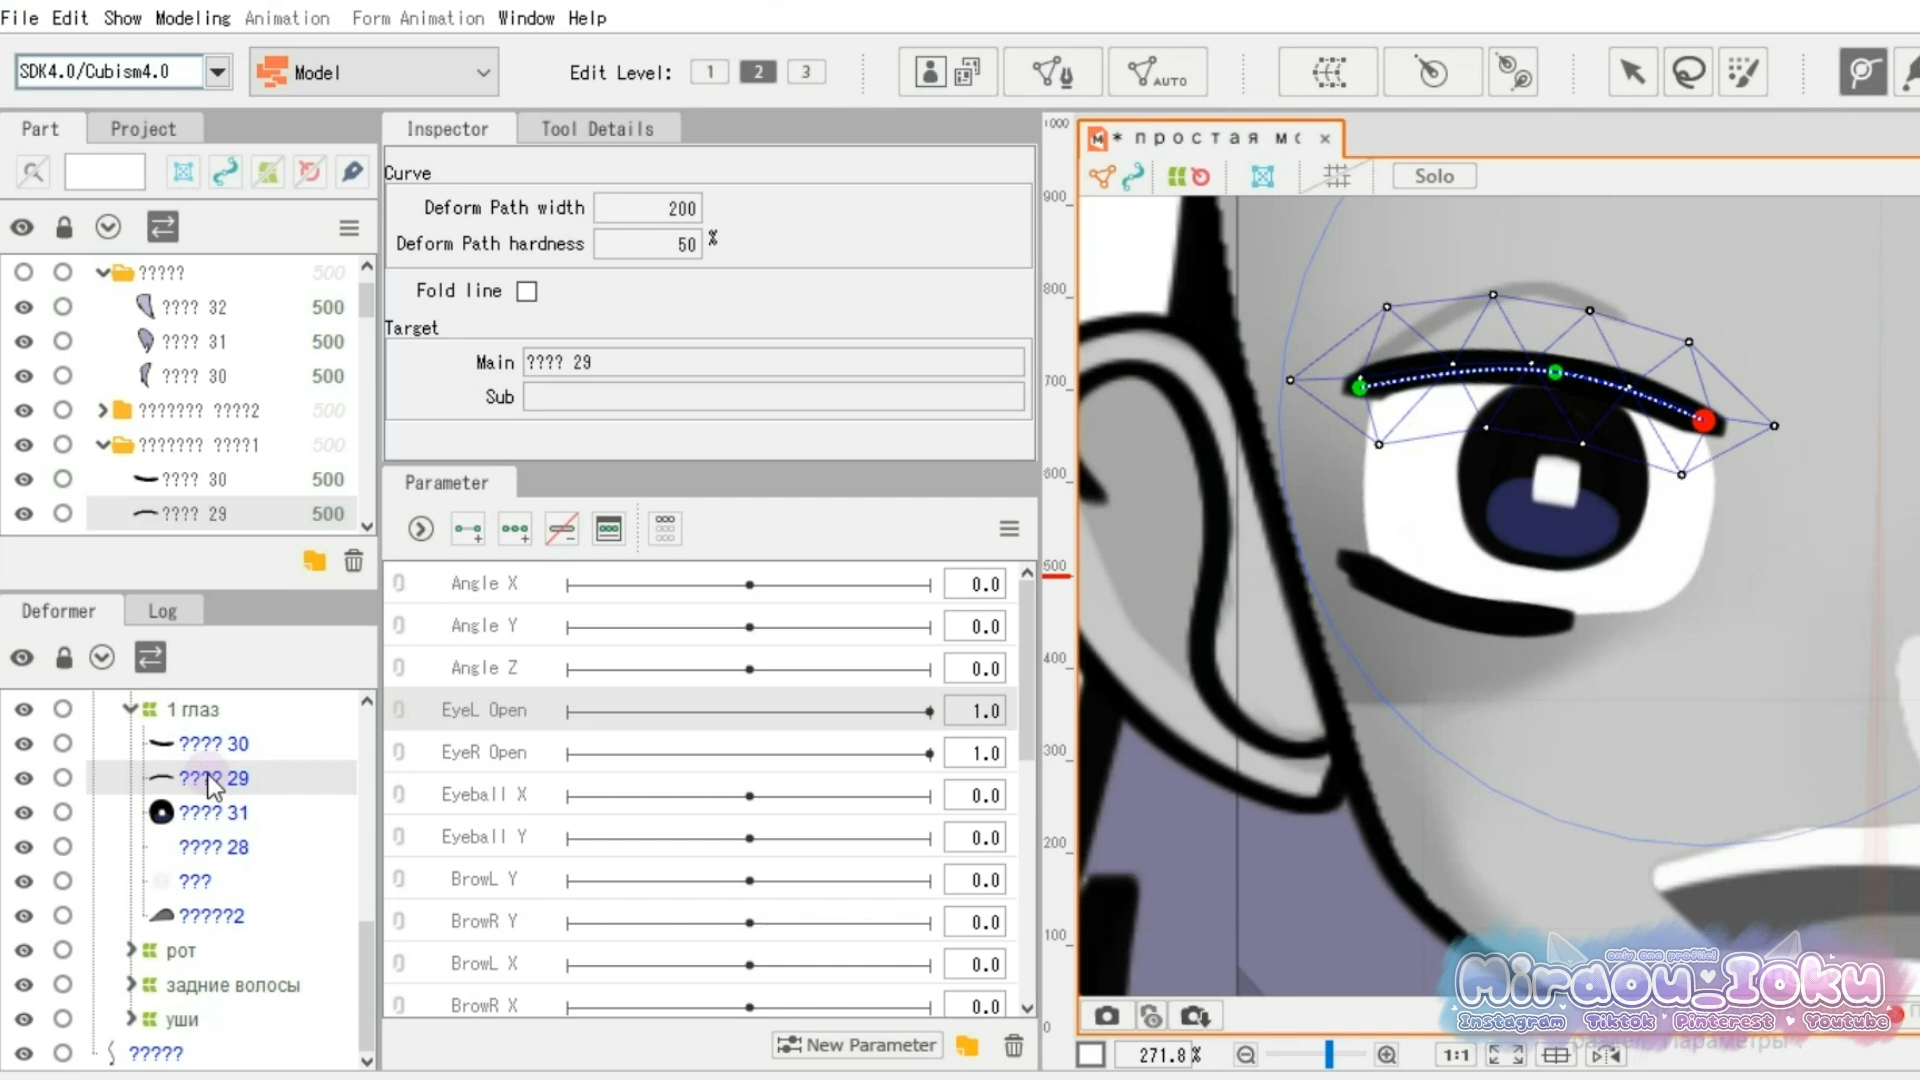 File Edit Show Modeling Animation Form Animation Window Help
SDK4.0/Cubism4.0
Model
Edit Level: 1 2 3
AUTO
Part Project
????? 500
???? 32 500
???? 31 500
???? 30 500
??????? ????2 500
??????? ????1 500
???? 30 500
???? 29 500
Deformer Log
1 глаз
???? 30
???? 29
???? 31
???? 28
???
?????2
рот
задние волосы
уши
?????
Inspector Tool Details
Curve
Deform Path width 200
Deform Path hardness 50 %
Fold line
Target
Main ???? 29
Sub
Parameter
Angle X 0.0
Angle Y 0.0
Angle Z 0.0
EyeL Open 1.0
EyeR Open 1.0
Eyeball X 0.0
Eyeball Y 0.0
BrowL Y 0.0
BrowR Y 0.0
BrowL X 0.0
BrowR X 0.0
New Parameter
1000
900
800
700
600
500
400
300
200
100
0
M * простая мс ×
Solo
271.8%
1:1
only one profile!
Miraou_Ioku
Instagram Tiktok Pinterest Youtube